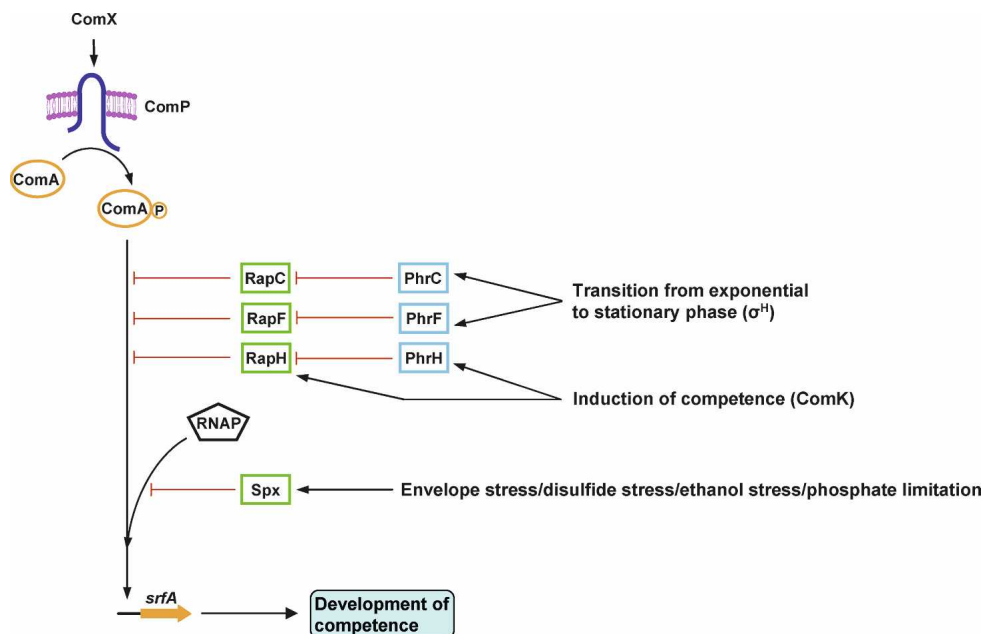 ComX
ComP
ComA
ComA P
RapC PhrC
Transition from exponential
to stationary phase (σᴴ)
RapF PhrF
RapH PhrH
Induction of competence (ComK)
RNAP
Spx Envelope stress/disulfide stress/ethanol stress/phosphate limitation
srfA
Development of
competence